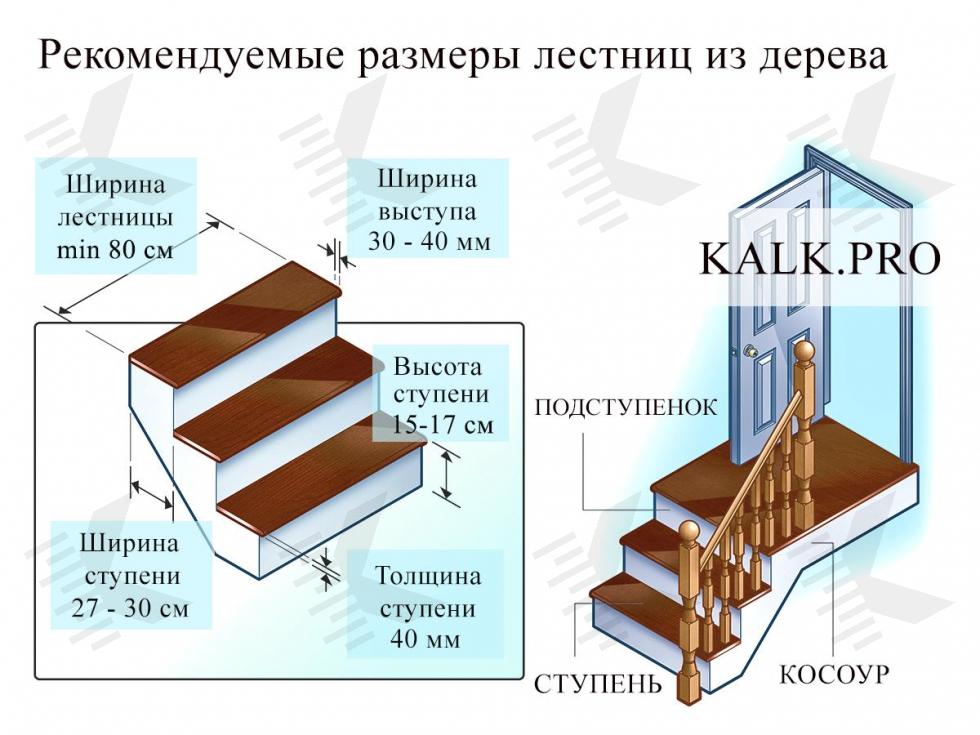 Рекомендуемые размеры лестниц из дерева
Ширина
лестницы
min 80 см
Ширина
выступа
30 - 40 мм
KALK.PRO
Высота
ступени
15-17 см
ПОДСТУПЕНОК
Ширина
ступени
27 - 30 см
Толщина
ступени
40 мм
СТУПЕНЬ
КОСОУР